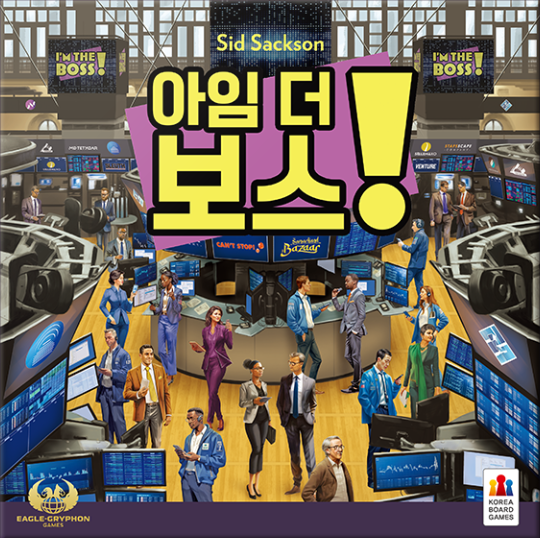 Sid Sackson
I'M THE
BOSS!
I'M THE
BOSS!
아임 더
보스!
VENTURE
CAN'T STOP!
Bazaar
EAGLE-GRYPHON
GAMES
KOREA
BOARD
GAMES